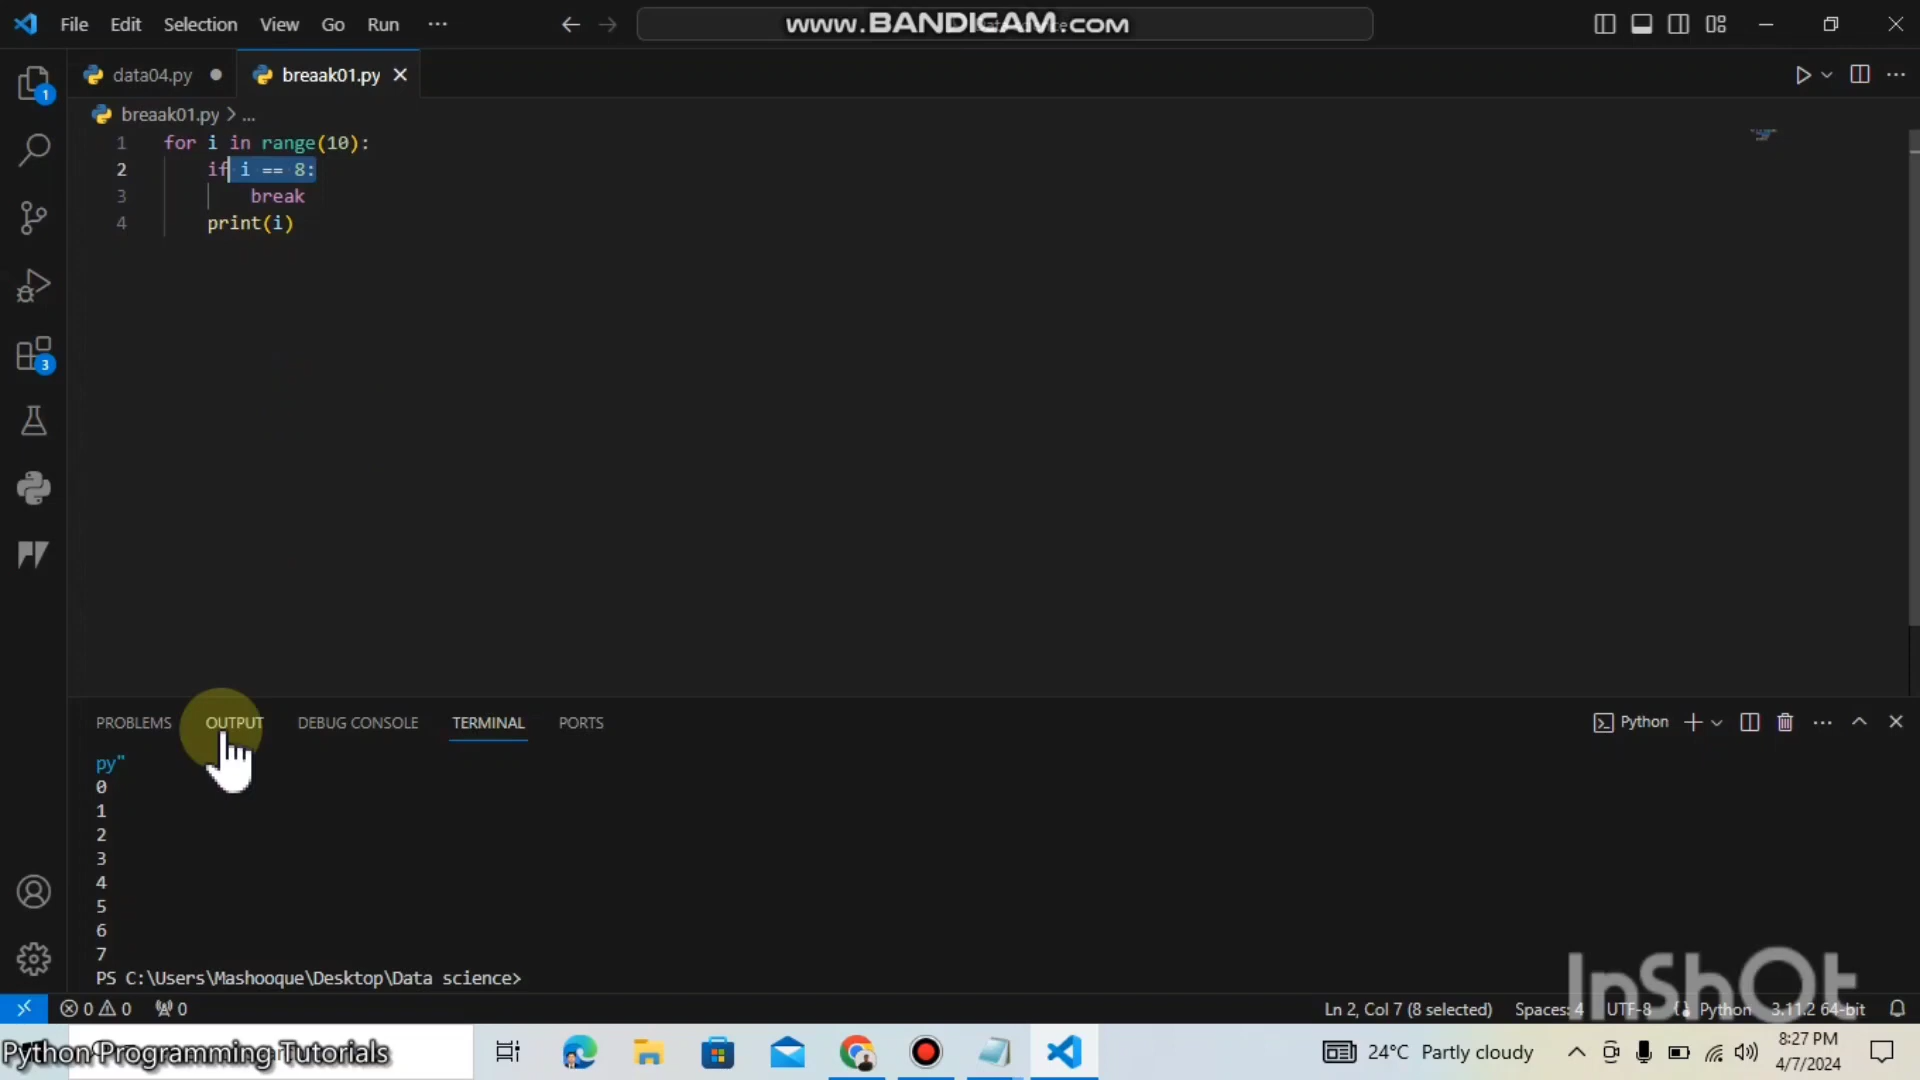 File Edit Selection View Go Run ...
www.BANDICAM.com
data04.py
breaak01.py
breaak01.py > ...
1 for i in range(10):
2 if i == 8:
3 break
4 print(i)
1
3
PROBLEMS OUTPUT DEBUG CONSOLE TERMINAL PORTS
Python
py"
0
1
2
3
4
5
6
7
PS C:\Users\Mashooque\Desktop\Data science>
InShOt
0 0 0
Ln 2, Col 7 (8 selected) Spaces: 4 UTF-8 Python 3.11.2 64-bit
Python Programming Tutorials
24°C Partly cloudy
8:27 PM
4/7/2024